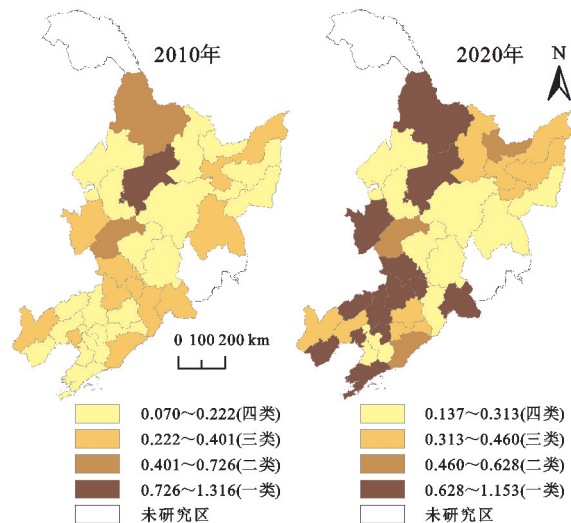 2010年
2020年
N
0 100 200 km
0.070～0.222(四类)
0.222～0.401(三类)
0.401～0.726(二类)
0.726～1.316(一类)
未研究区
0.137～0.313(四类)
0.313～0.460(三类)
0.460～0.628(二类)
0.628～1.153(一类)
未研究区